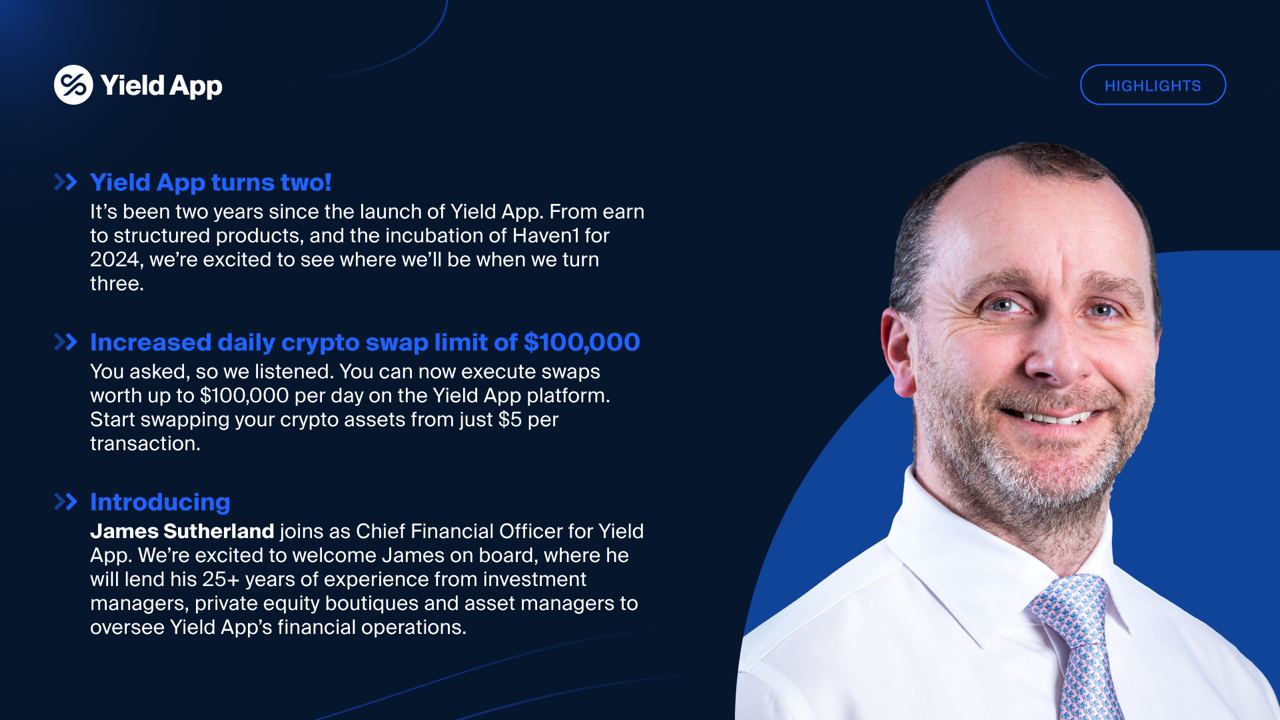 Yield App
HIGHLIGHTS
Yield App turns two!
It’s been two years since the launch of Yield App. From earn
to structured products, and the incubation of Haven1 for
2024, we’re excited to see where we’ll be when we turn
three.
Increased daily crypto swap limit of $100,000
You asked, so we listened. You can now execute swaps
worth up to $100,000 per day on the Yield App platform.
Start swapping your crypto assets from just $5 per
transaction.
Introducing
James Sutherland joins as Chief Financial Officer for Yield
App. We’re excited to welcome James on board, where he
will lend his 25+ years of experience from investment
managers, private equity boutiques and asset managers to
oversee Yield App’s financial operations.